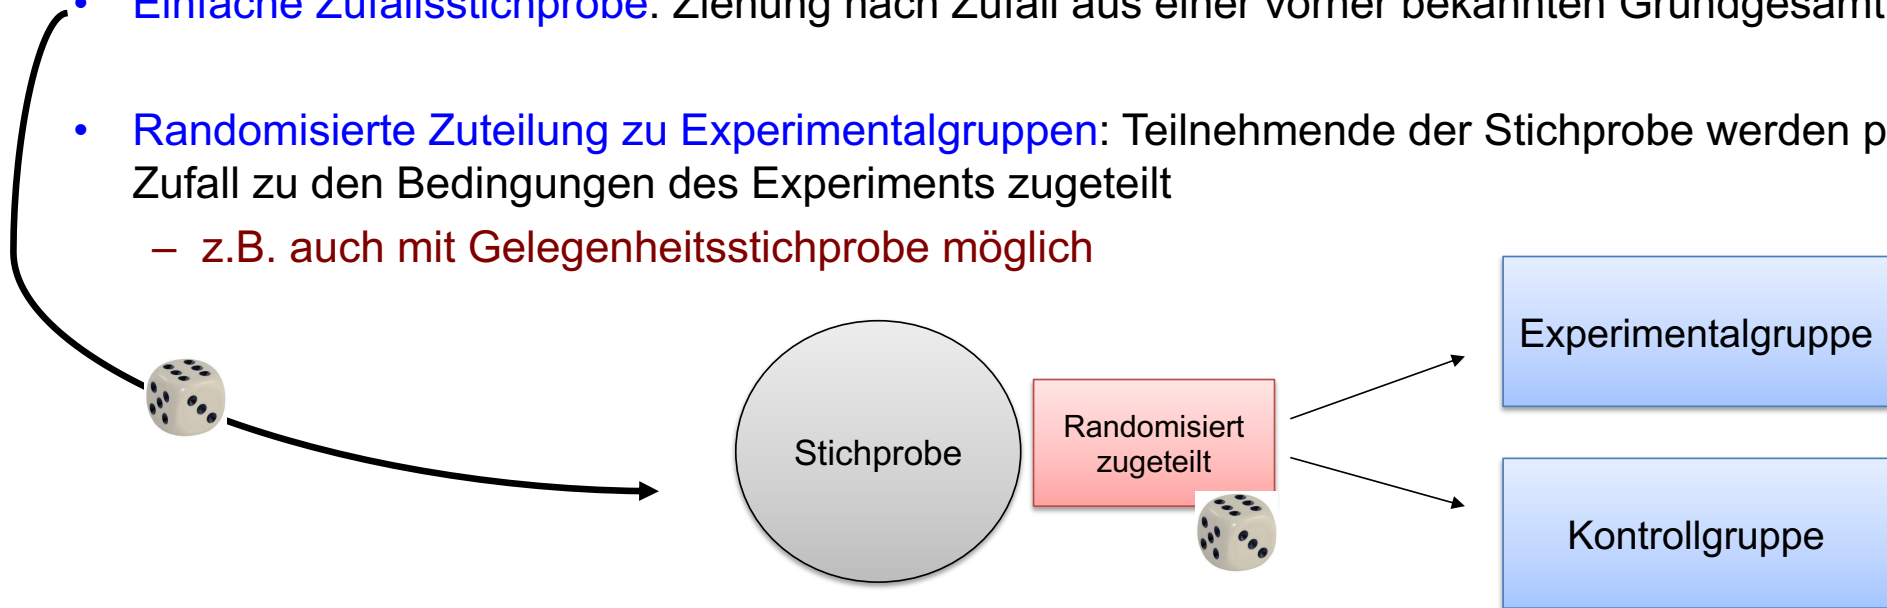 • Einfache Zufallsstichprobe: Ziehung nach Zufall aus einer vorher bekannten Grundgesamt
• Randomisierte Zuteilung zu Experimentalgruppen: Teilnehmende der Stichprobe werden p
Zufall zu den Bedingungen des Experiments zugeteilt
– z.B. auch mit Gelegenheitsstichprobe möglich
Experimentalgruppe
Stichprobe
Randomisiert
zugeteilt
Kontrollgruppe